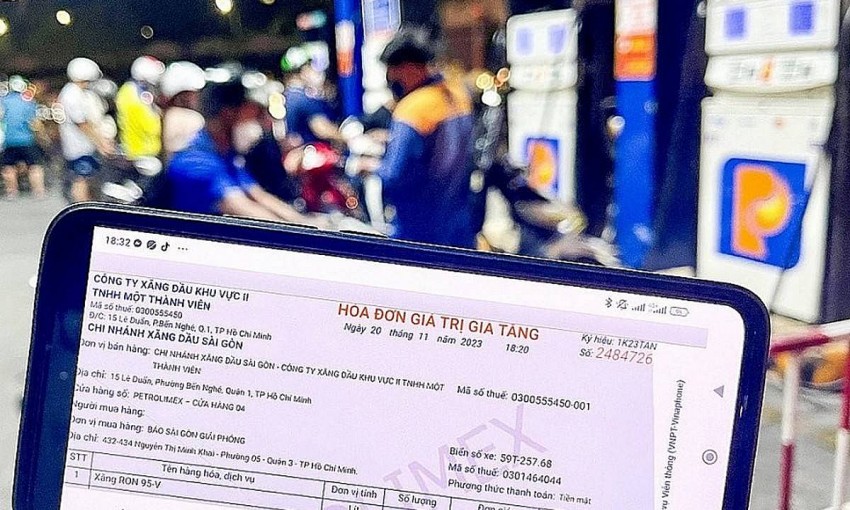 18:32
CÔNG TY XĂNG DẦU KHU VỰC II
TNHH MỘT THÀNH VIÊN
Mã số thuế: 0300555450
Đ/C: 15 Lê Duẩn, P.Bến Nghé, Q.1, TP Hồ Chí Minh
CHI NHÁNH XĂNG DẦU SÀI GÒN
HÓA ĐƠN GIÁ TRỊ GIA TĂNG
Ngày 20 tháng 11 năm 2023 18:20
Ký hiệu: 1K23TAN
Số: 2484726
Đơn vị bán hàng: CHI NHÁNH XĂNG DẦU SÀI GÒN - CÔNG TY XĂNG DẦU KHU VỰC II TNHH MỘT
THÀNH VIÊN
Mã số thuế: 0300555450-001
Địa chỉ: 15 Lê Duẩn, Phường Bến Nghé, Quận 1, TP Hồ Chí Minh
Cửa hàng số: PETROLIMEX – CỬA HÀNG 04
Người mua hàng:
Đơn vị mua hàng: BÁO SÀI GÒN GIẢI PHÓNG
Địa chỉ: 432-434 Nguyễn Thị Minh Khai - Phường 05 - Quận 3 - TP Hồ Chí Minh.
Biển số xe: 59T-257.68
Mã số thuế: 0301464044
Phương thức thanh toán: Tiền mặt
STT Tên hàng hóa, dịch vụ Đơn vị tính Số lượng
1 Xăng RON 95-V
Viễn thông (VNPT-Vinaphone)